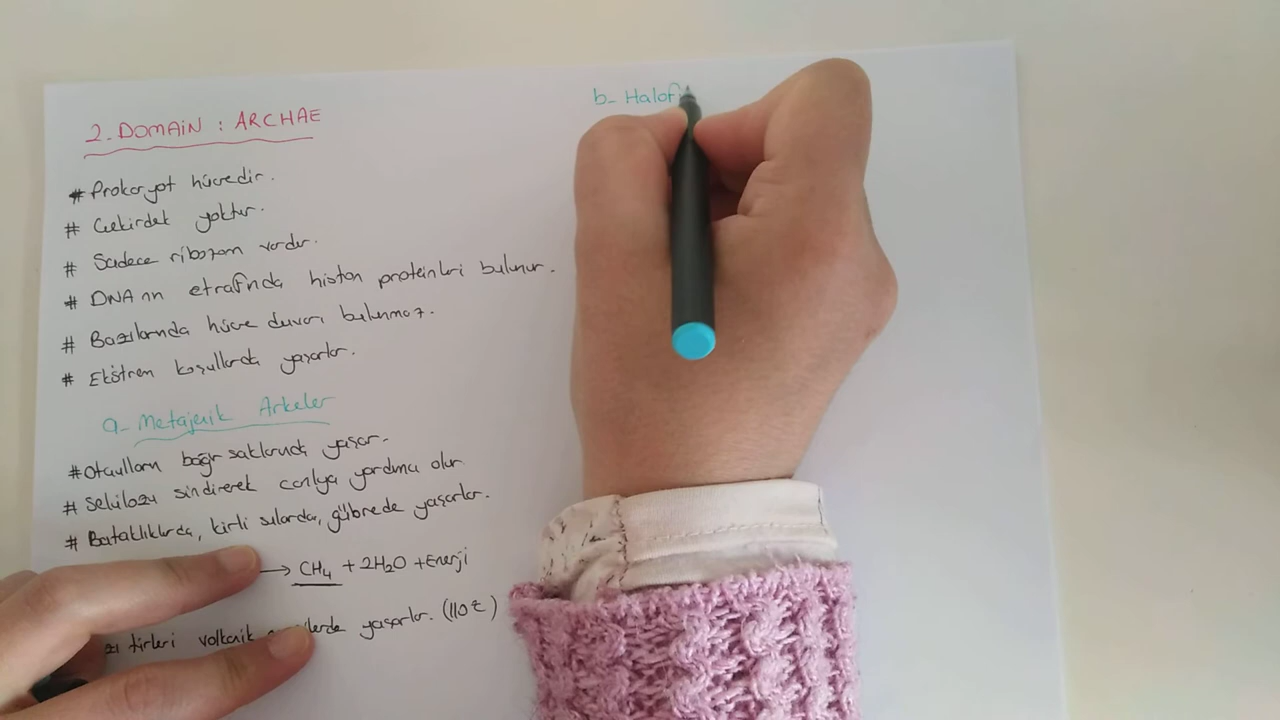 2. DOMAİN : ARCHAE
# Prokaryot hücredir.
# Çekirdek yoktur.
# Sadece ribozom vardır.
# DNA nın etrafında histon proteinleri bulunur.
# Bazılarında hücre duvarı bulunmaz.
# Ekstrem koşullarda yaşarlar.
a- Metajenik Arkeler
# Otçulların bağırsaklarında yaşar.
# Selülozu sindirerek canlıya yardımcı olur
# Bataklıklarda, kirli sularda, gübrede yaşarlar.
→ CH₄ + 2H₂O + Enerji
türleri volkanik yaşarlar. (110℃)
b- Halof